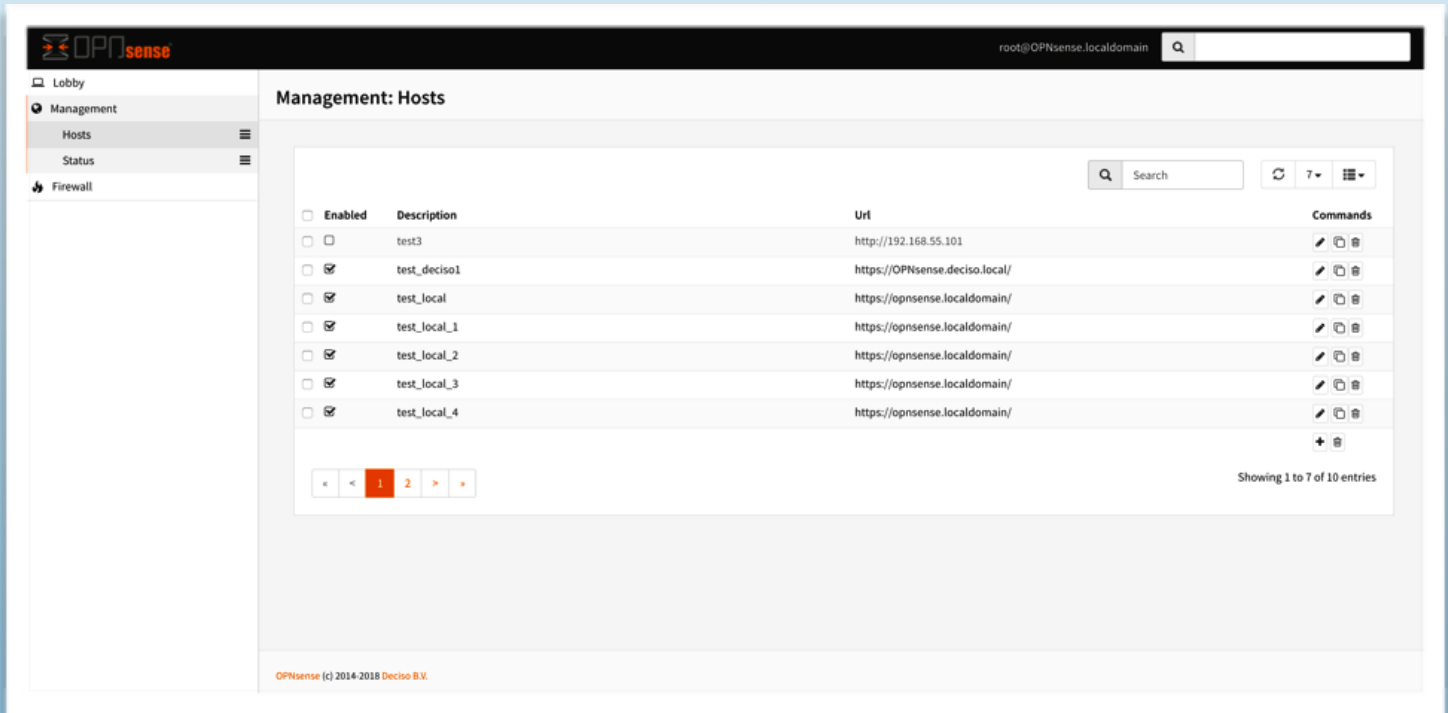 OPNsense
root@OPNsense.localdomain
Lobby
Management
Hosts
Status
Firewall
Management: Hosts
Search
7
Enabled Description Url Commands
test3 http://192.168.55.101
test_deciso1 https://OPNsense.deciso.local/
test_local https://opnsense.localdomain/
test_local_1 https://opnsense.localdomain/
test_local_2 https://opnsense.localdomain/
test_local_3 https://opnsense.localdomain/
test_local_4 https://opnsense.localdomain/
« < 1 2 > »
Showing 1 to 7 of 10 entries
OPNsense (c) 2014-2018 Deciso B.V.